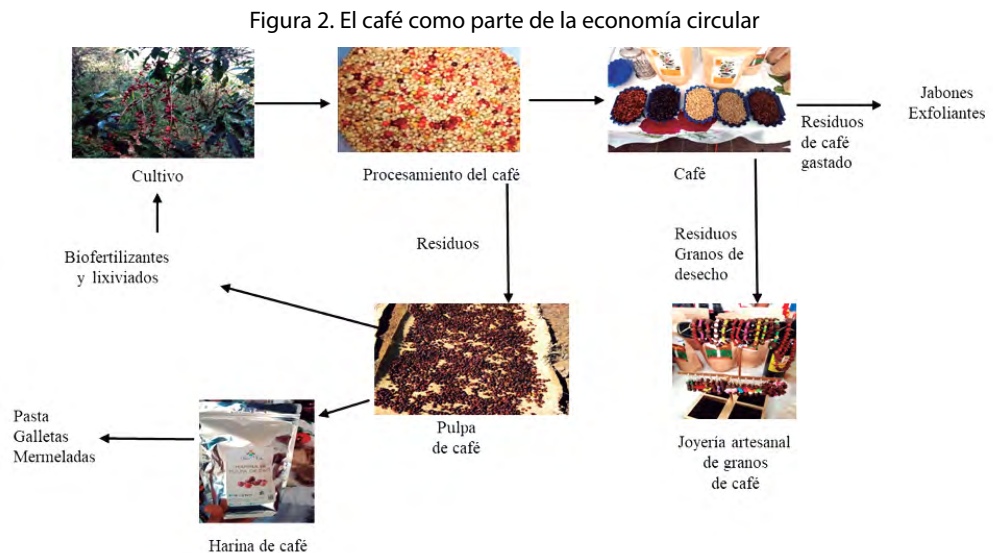 Figura 2. El café como parte de la economía circular
Cultivo
Procesamiento del café
Café
Residuos
de café
gastado
Jabones
Exfoliantes
Biofertilizantes
y lixiviados
Residuos
Residuos
Granos de
desecho
Pulpa
de café
Pasta
Galletas
Mermeladas
Harina de café
Joyería artesanal
de granos
de café